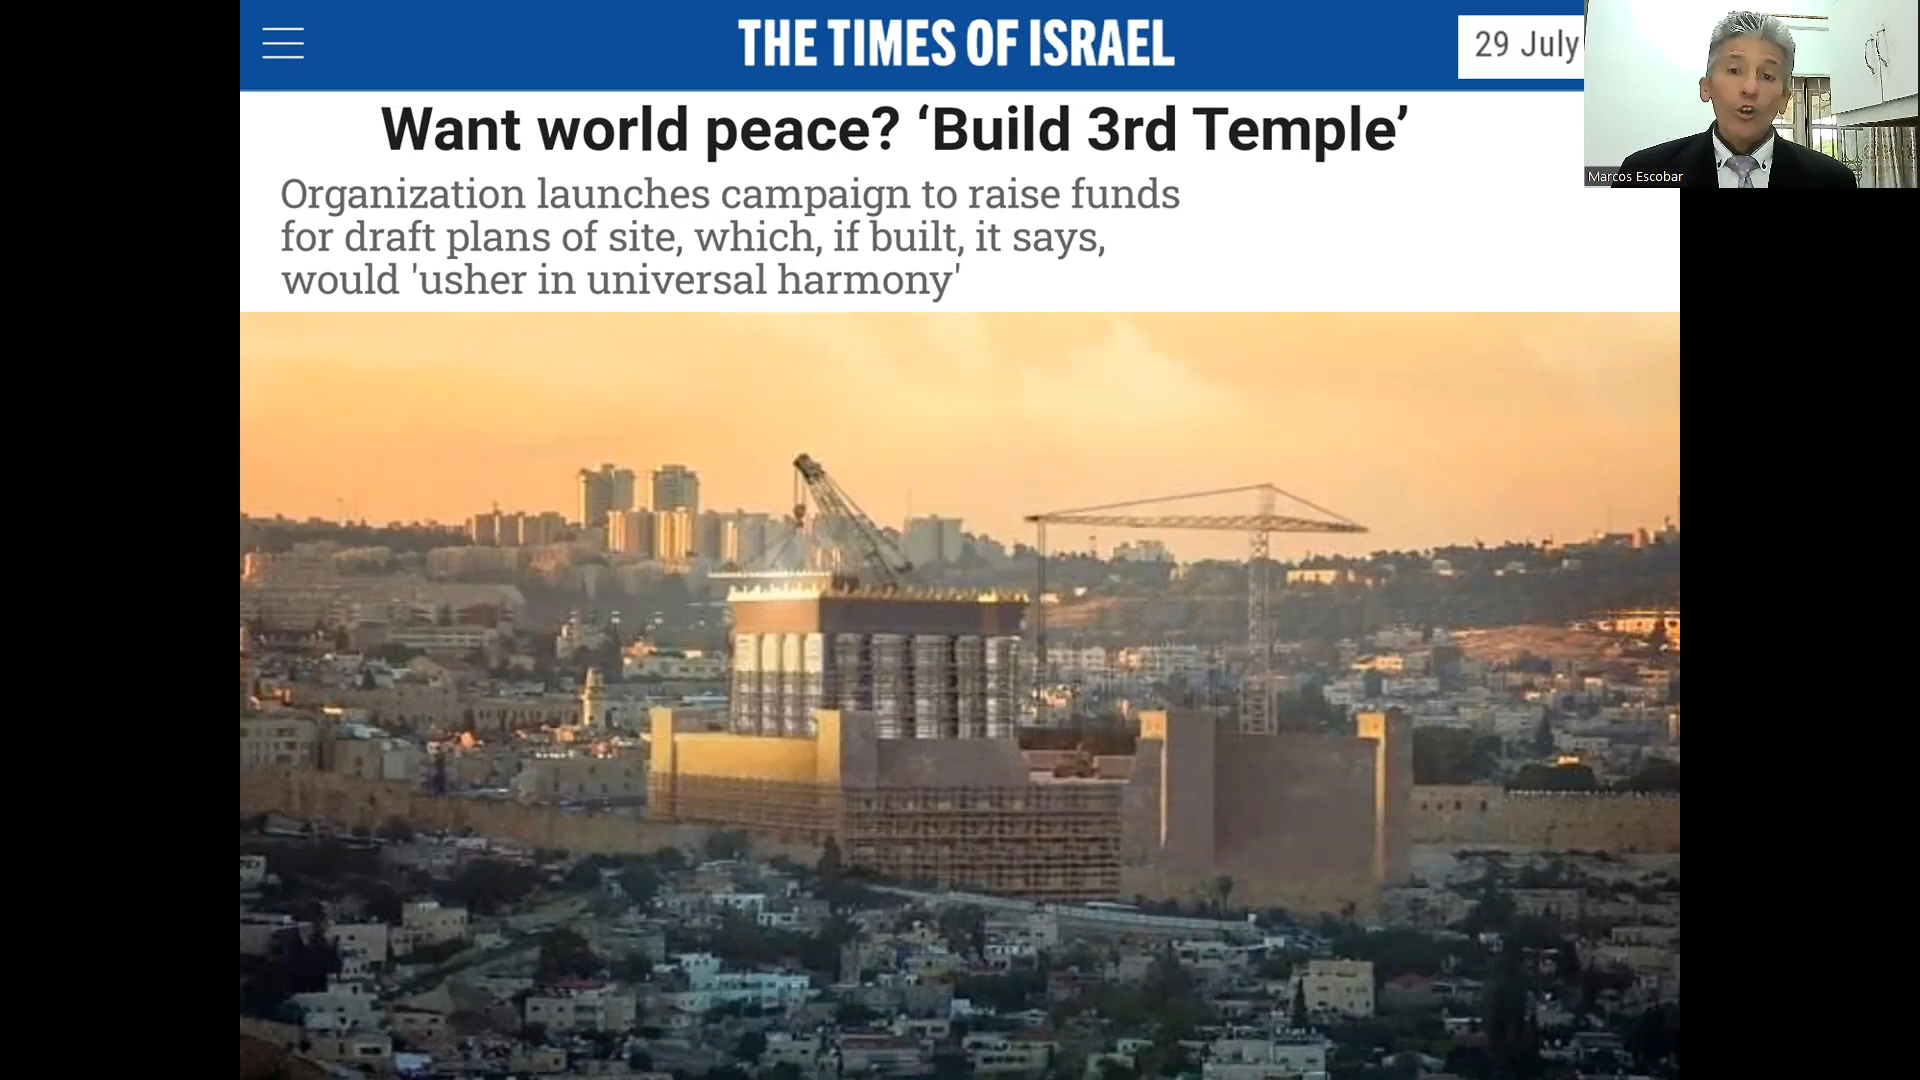 THE TIMES OF ISRAEL
29 July
Want world peace? ‘Build 3rd Temple’
Organization launches campaign to raise funds
for draft plans of site, which, if built, it says,
would 'usher in universal harmony'
Marcos Escobar